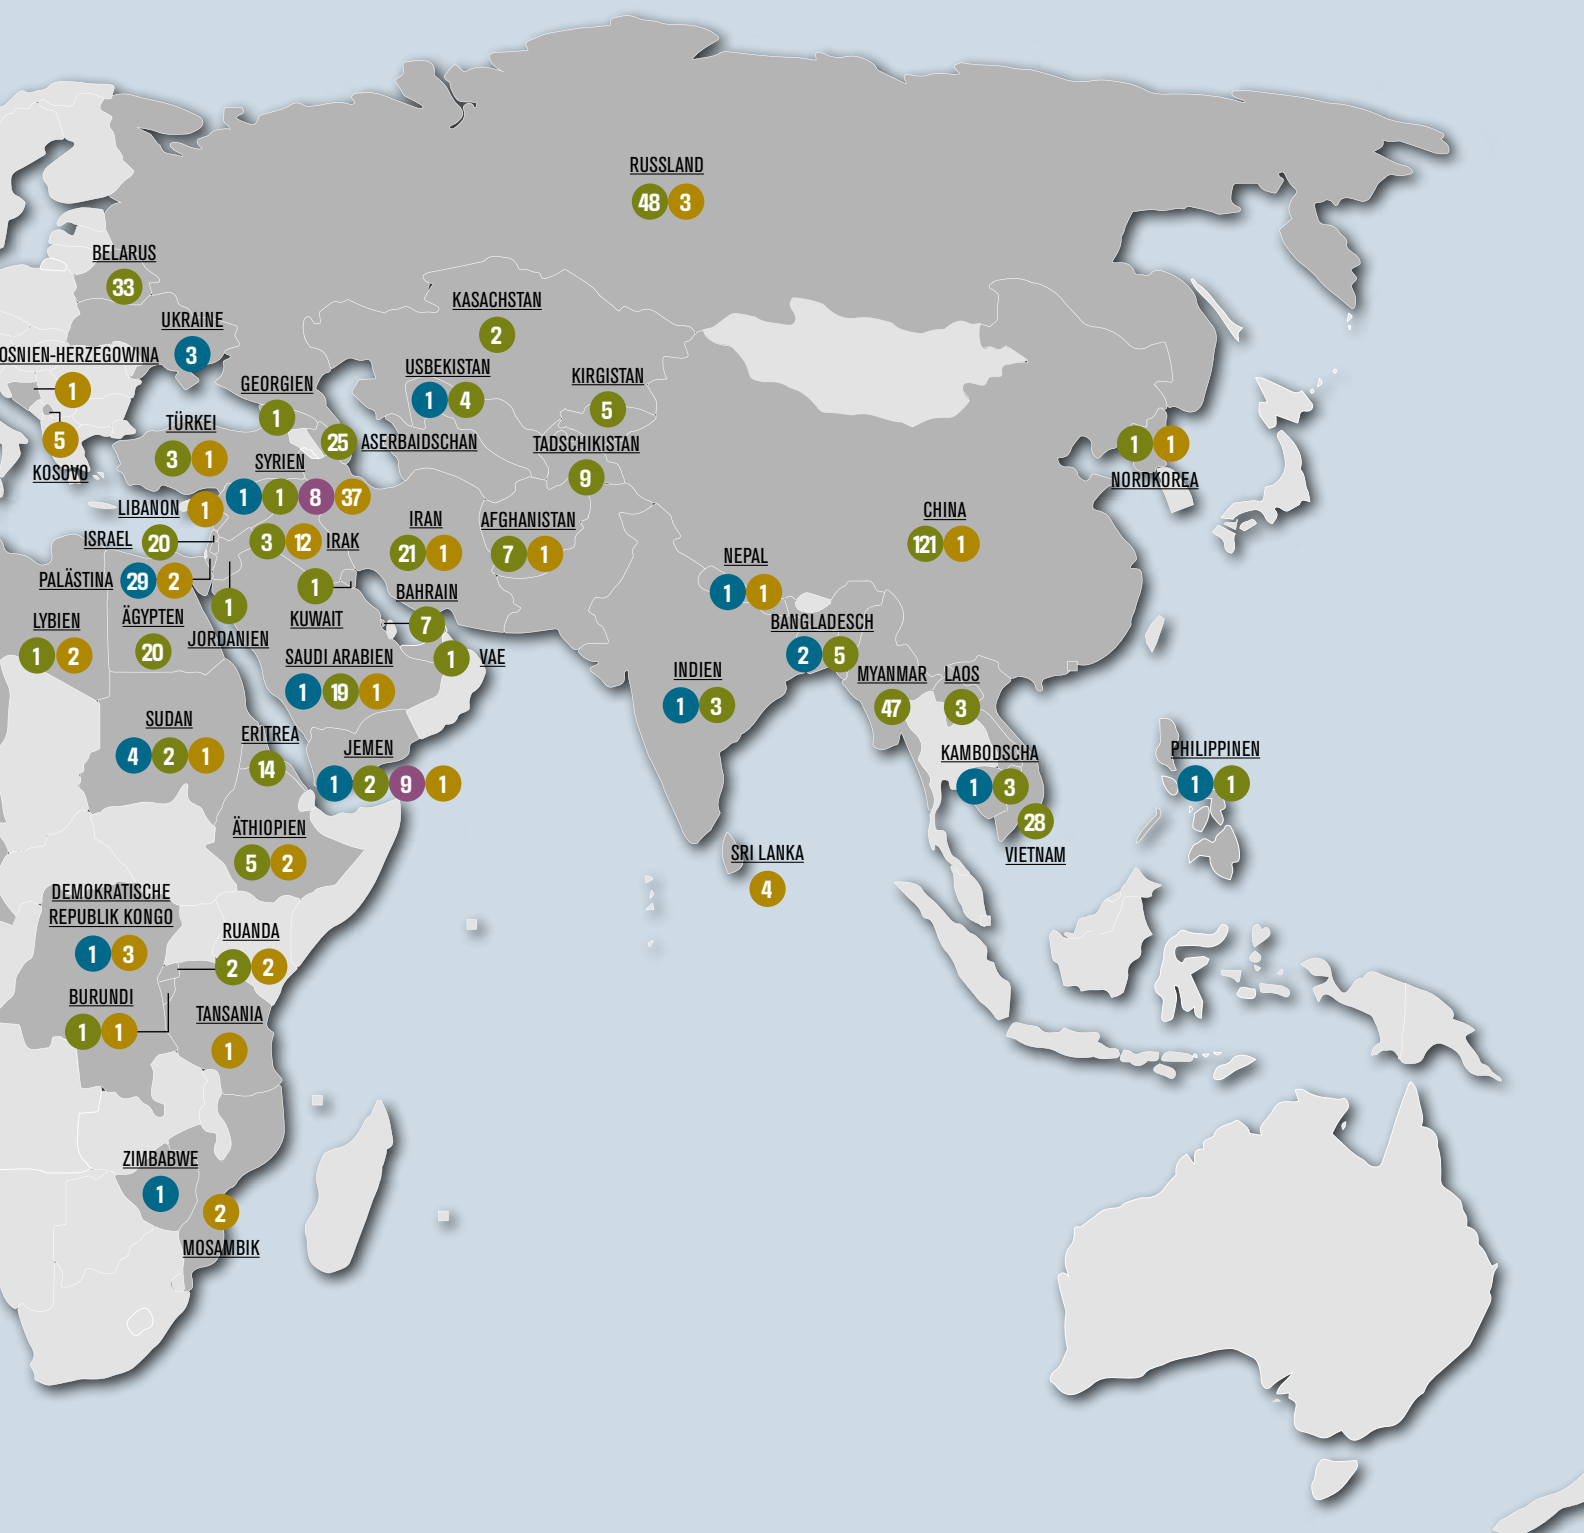 RUSSLAND
48 3
BELARUS
33
KASACHSTAN
2
UKRAINE
3
OSNIEN-HERZEGOWINA
1
USBEKISTAN
1 4
KIRGISTAN
5
GEORGIEN
1
TÜRKEI
3 1
25 ASERBAIDSCHAN
5
KOSOVO
TADSCHIKISTAN
9
1 1
NORDKOREA
SYRIEN
1 1 8 37
LIBANON 1
ISRAEL 20
3 12 IRAK
IRAN
21 1
AFGHANISTAN
7 1
CHINA
121 1
PALÄSTINA 29 2
1
KUWAIT
NEPAL
1 1
BAHRAIN
7
LYBIEN
1 2
ÄGYPTEN
20
1
JORDANIEN
BANGLADESCH
2 5
SAUDI ARABIEN
1 19 1
1 VAE
INDIEN
1 3
MYANMAR
47
LAOS
3
SUDAN
4 2 1
ERITREA
14
JEMEN
1 2 9 1
KAMBODSCHA
1 3
PHILIPPINEN
1 1
28
VIETNAM
ÄTHIOPIEN
5 2
SRI LANKA
4
DEMOKRATISCHE
REPUBLIK KONGO
1 3
RUANDA
2 2
BURUNDI
1 1
TANSANIA
1
ZIMBABWE
1
2
MOSAMBIK